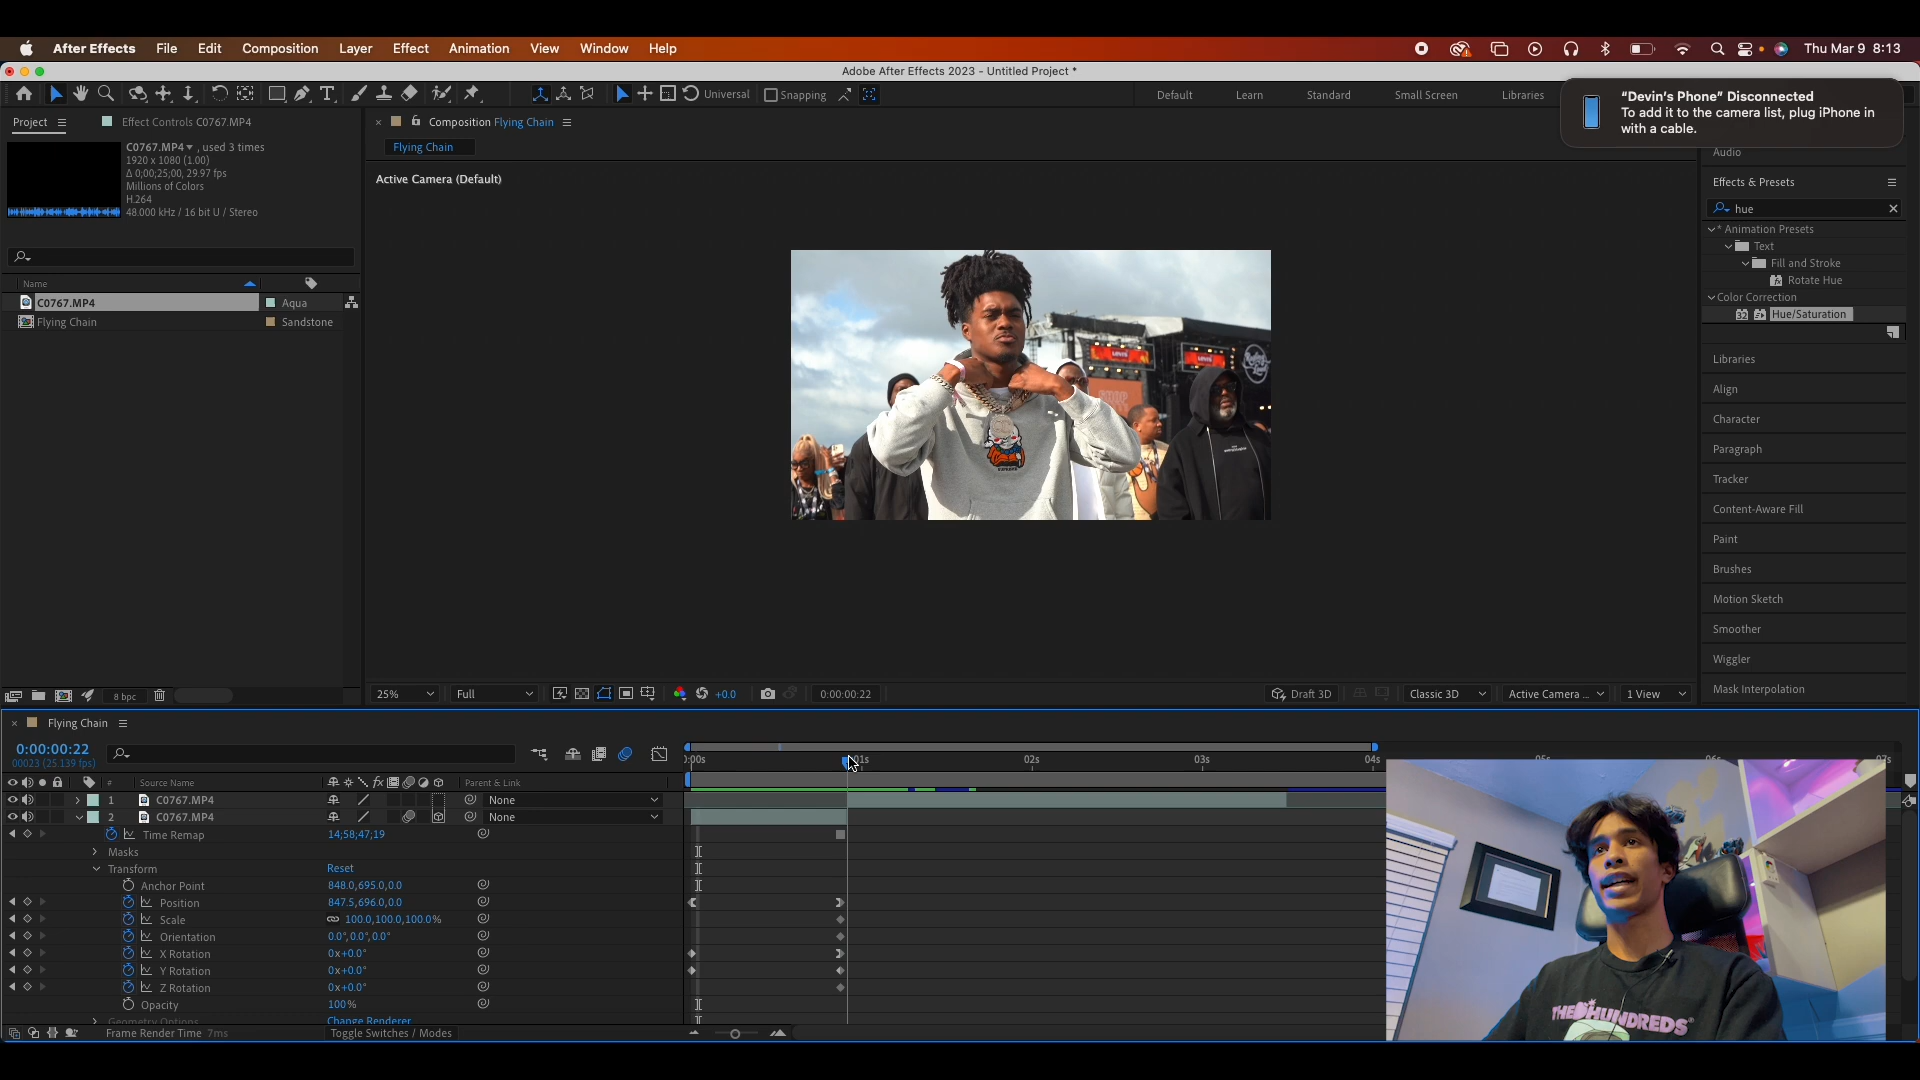 After Effects File Edit Composition Layer Effect Animation View Window Help Thu Mar 9 8:13
Adobe After Effects 2023 - Untitled Project *
Universal Snapping Default Learn Standard Small Screen Libraries
"Devin's Phone" Disconnected
To add it to the camera list, plug iPhone in
with a cable.
Project Effect Controls C0767.MP4
Composition Flying Chain
C0767.MP4 , used 3 times
1920 x 1080 (1.00)
Δ 0;00;25;00, 29.97 fps
Millions of Colors
H.264
48.000 kHz / 16 bit U / Stereo
Flying Chain
Active Camera (Default)
Name
C0767.MP4 Aqua
Flying Chain Sandstone
Audio
Effects & Presets
hue
* Animation Presets
Text
Fill and Stroke
Rotate Hue
Color Correction
32 Hue/Saturation
Libraries
Align
Character
Paragraph
Tracker
Content-Aware Fill
Paint
Brushes
Motion Sketch
Smoother
Wiggler
Mask Interpolation
8 bpc
25% Full +0.0 0:00:00:22 Draft 3D Classic 3D Active Camera ... 1 View
Flying Chain
0:00:00:22
00023 (25.139 fps)
:00s 01s 02s 03s 04s 05s 06s 07s
# Source Name fx Parent & Link
1 C0767.MP4 None
2 C0767.MP4 None
Time Remap 14;58;47;19
Masks
Transform Reset
Anchor Point 848.0,695.0,0.0
Position 847.5,696.0,0.0
Scale 100.0,100.0,100.0%
Orientation 0.0°,0.0°,0.0°
X Rotation 0x+0.0°
Y Rotation 0x+0.0°
Z Rotation 0x+0.0°
Opacity 100%
Geometry Options Change Renderer
Frame Render Time 7ms Toggle Switches / Modes
THE HUNDREDS